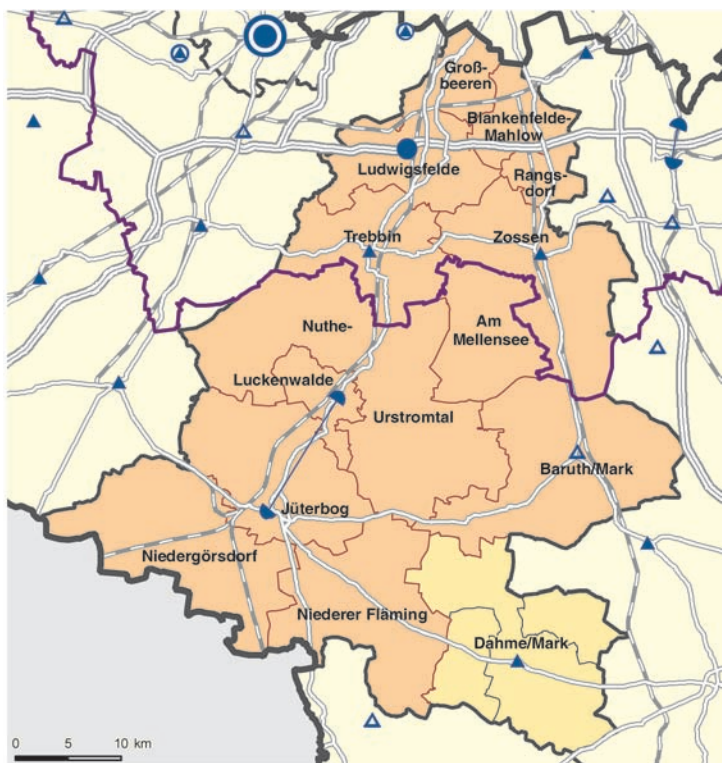 Groß-
beeren
Blankenfelde-
Mahlow
Ludwigsfelde
Rangs-
dorf
Trebbin
Zossen
Nuthe-
Am
Mellensee
Luckenwalde
Urstromtal
Baruth/Mark
Jüterbog
Niedergörsdorf
Niederer Fläming
Dahme/Mark
0 5 10 km